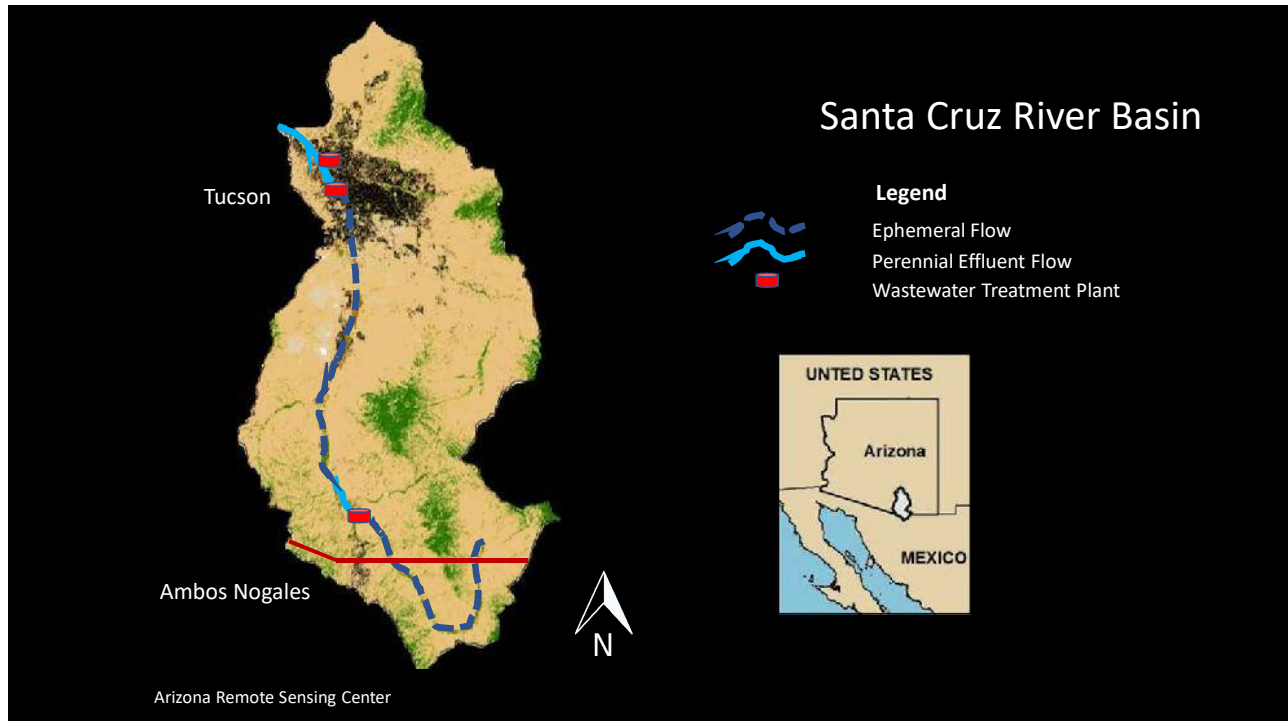 Santa Cruz River Basin
Tucson
Legend
Ephemeral Flow
Perennial Effluent Flow
Wastewater Treatment Plant
UNITED STATES
Arizona
MEXICO
Ambos Nogales
N
Arizona Remote Sensing Center